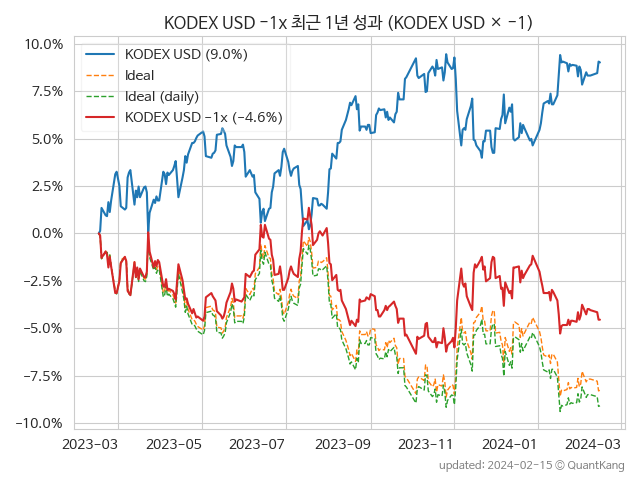 KODEX USD −1x 최근 1년 성과 (KODEX USD × −1)
10.0%
7.5%
5.0%
2.5%
0.0%
−2.5%
−5.0%
−7.5%
−10.0%
KODEX USD (9.0%)
Ideal
Ideal (daily)
KODEX USD −1x (−4.6%)
2023−03
2023−05
2023−07
2023−09
2023−11
2024−01
2024−03
updated: 2024−02−15 © QuantKang